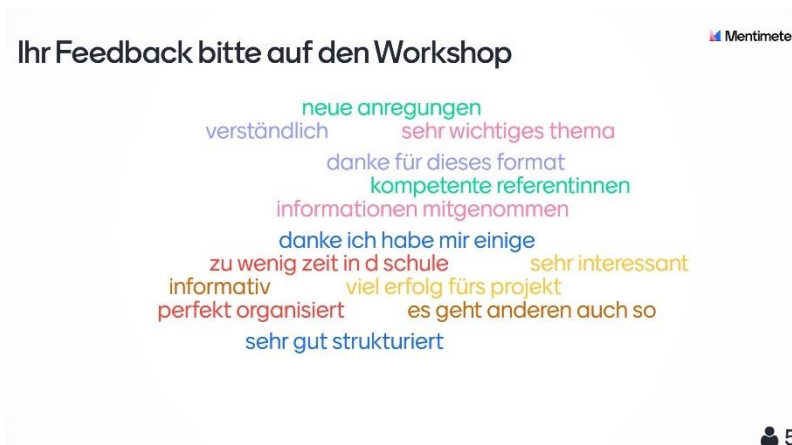 Ihr Feedback bitte auf den Workshop
Mentimete
neue anregungen
verständlich sehr wichtiges thema
danke für dieses format
kompetente referentinnen
informationen mitgenommen
danke ich habe mir einige
zu wenig zeit in d schule sehr interessant
informativ viel erfolg fürs projekt
perfekt organisiert es geht anderen auch so
sehr gut strukturiert
5